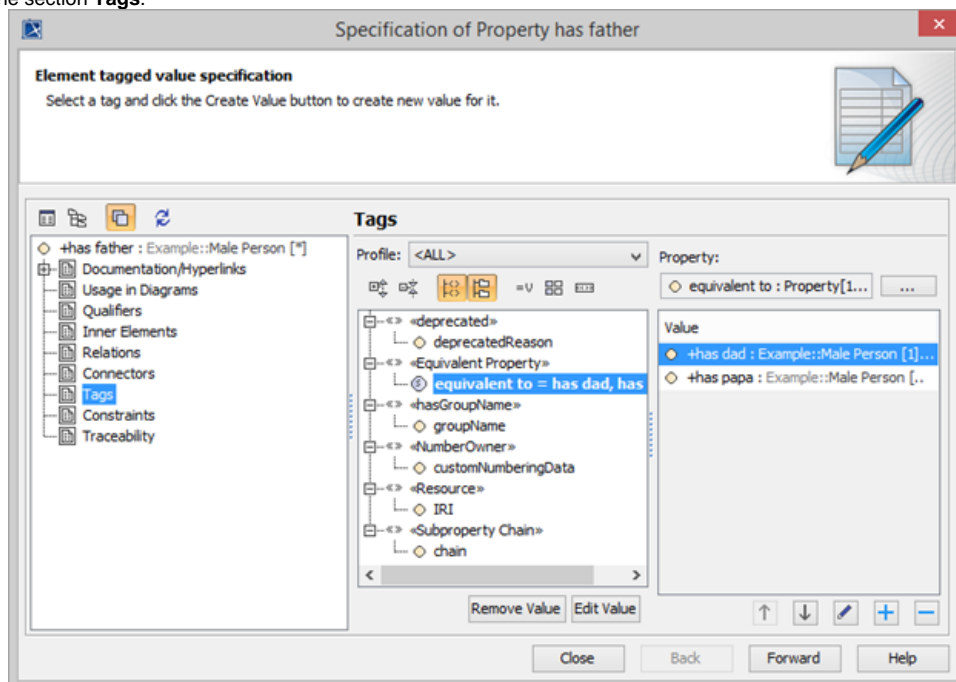 he section Tags.
Specification of Property has father
Element tagged value specification
Select a tag and click the Create Value button to create new value for it.
+has father : Example::Male Person [*]
Documentation/Hyperlinks
Usage in Diagrams
Qualifiers
Inner Elements
Relations
Connectors
Tags
Constraints
Traceability
Tags
Profile: <ALL>
«deprecated»
deprecatedReason
«Equivalent Property»
equivalent to = has dad, has
«hasGroupName»
groupName
«NumberOwner»
customNumberingData
«Resource»
IRI
«Subproperty Chain»
chain
Remove Value Edit Value
Property:
equivalent to : Property[1... ...
Value
+has dad : Example::Male Person [1]...
+has papa : Example::Male Person [..
Close Back Forward Help